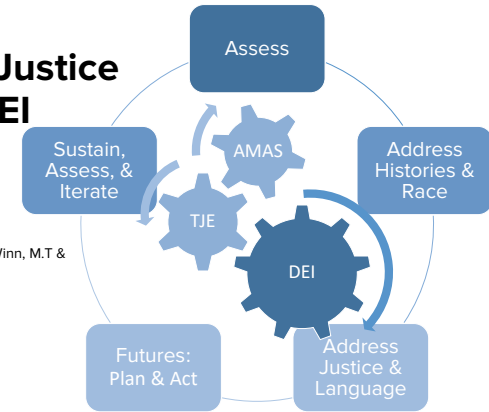 Justice
EI
Winn, M.T &
Assess
Sustain,
Assess, &
Iterate
AMAS
Address
Histories &
Race
TJE
DEI
Futures:
Plan & Act
Address
Justice &
Language